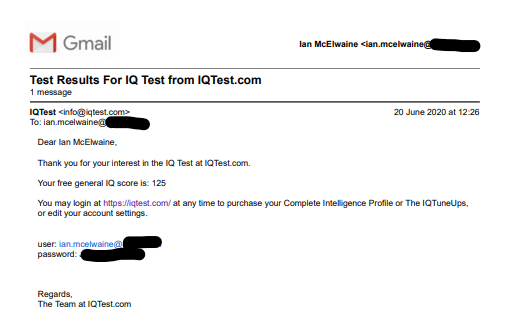 Gmail
Ian McElwaine <ian.mcelwaine@
Test Results For IQ Test from IQTest.com
1 message
IQTest <info@iqtest.com> 20 June 2020 at 12:26
To: ian.mcelwaine@
Dear Ian McElwaine,
Thank you for your interest in the IQ Test at IQTest.com.
Your free general IQ score is: 125
You may login at https://iqtest.com/ at any time to purchase your Complete Intelligence Profile or The IQTuneUps,
or edit your account settings.
user: ian.mcelwaine@
password:
Regards,
The Team at IQTest.com